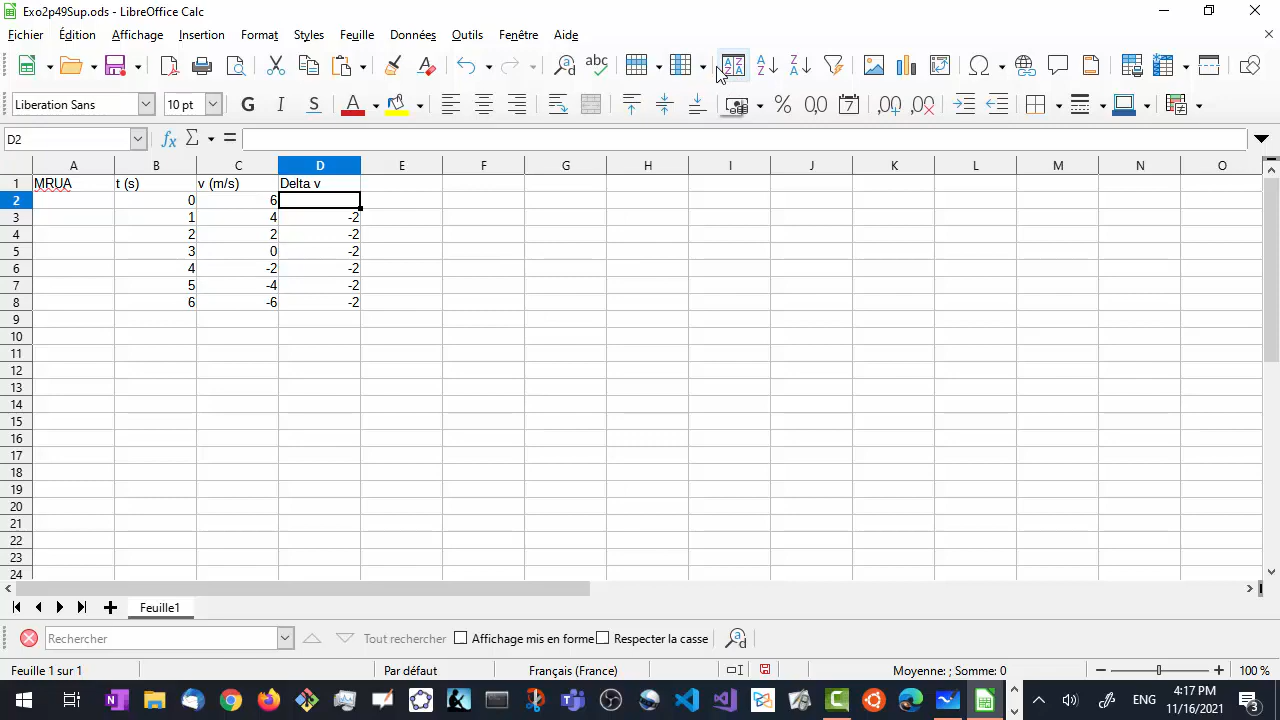 Exo2p49Sup.ods - LibreOffice Calc
Fichier Édition Affichage Insertion Format Styles Feuille Données Outils Fenêtre Aide
Liberation Sans 10 pt G I S A
D2
A B C D E F G H I J K L M N O
1 MRUA t (s) v (m/s) Delta v
2 0 6
3 1 4 -2
4 2 2 -2
5 3 0 -2
6 4 -2 -2
7 5 -4 -2
8 6 -6 -2
9
10
11
12
13
14
15
16
17
18
19
20
21
22
23
24
Feuille1
Rechercher Tout rechercher Affichage mis en forme Respecter la casse
Feuille 1 sur 1 Par défaut Français (France) Moyenne: ; Somme: 0 100 %
ENG 4:17 PM
11/16/2021 3